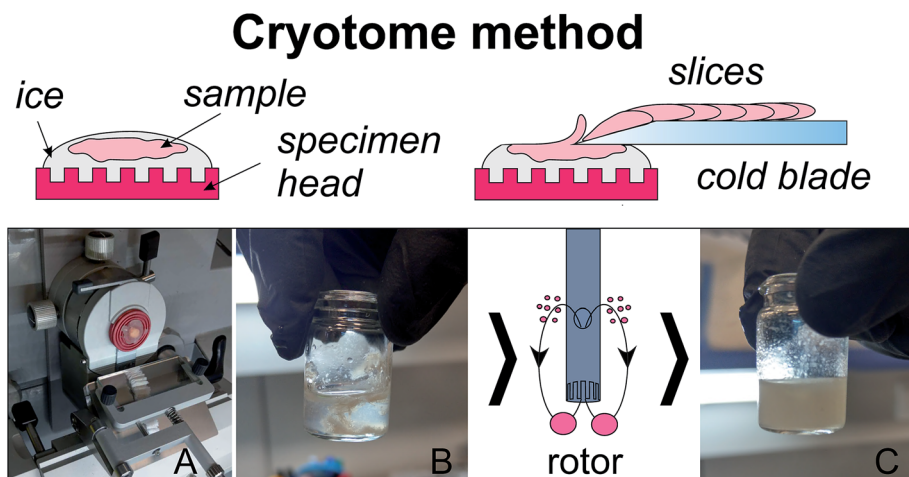 Cryotome method
ice
sample
specimen
head
slices
cold blade
A
B
rotor
C